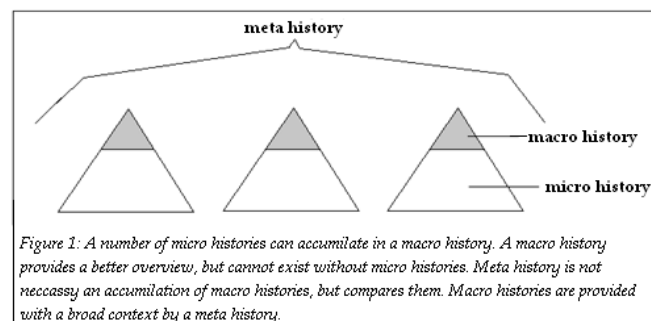 meta history
macro history
micro history
Figure 1: A number of micro histories can accumilate in a macro history. A macro history
provides a better overview, but cannot exist without micro histories. Meta history is not
neccassy an accumilation of macro histories, but compares them. Macro histories are provided
with a broad context by a meta history.